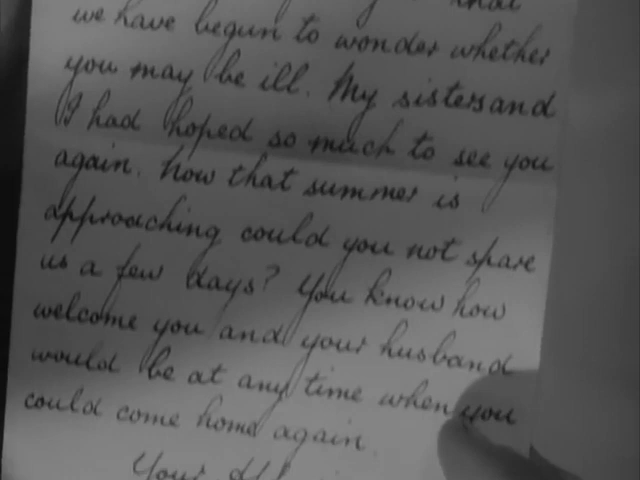 we have begun to wonder whether
you may be ill. My sisters and
I had hoped so much to see you
again. Now that summer is
approaching could you not spare
us a few days? You know how
welcome you and your husband
would be at any time when you
could come home again.
Your